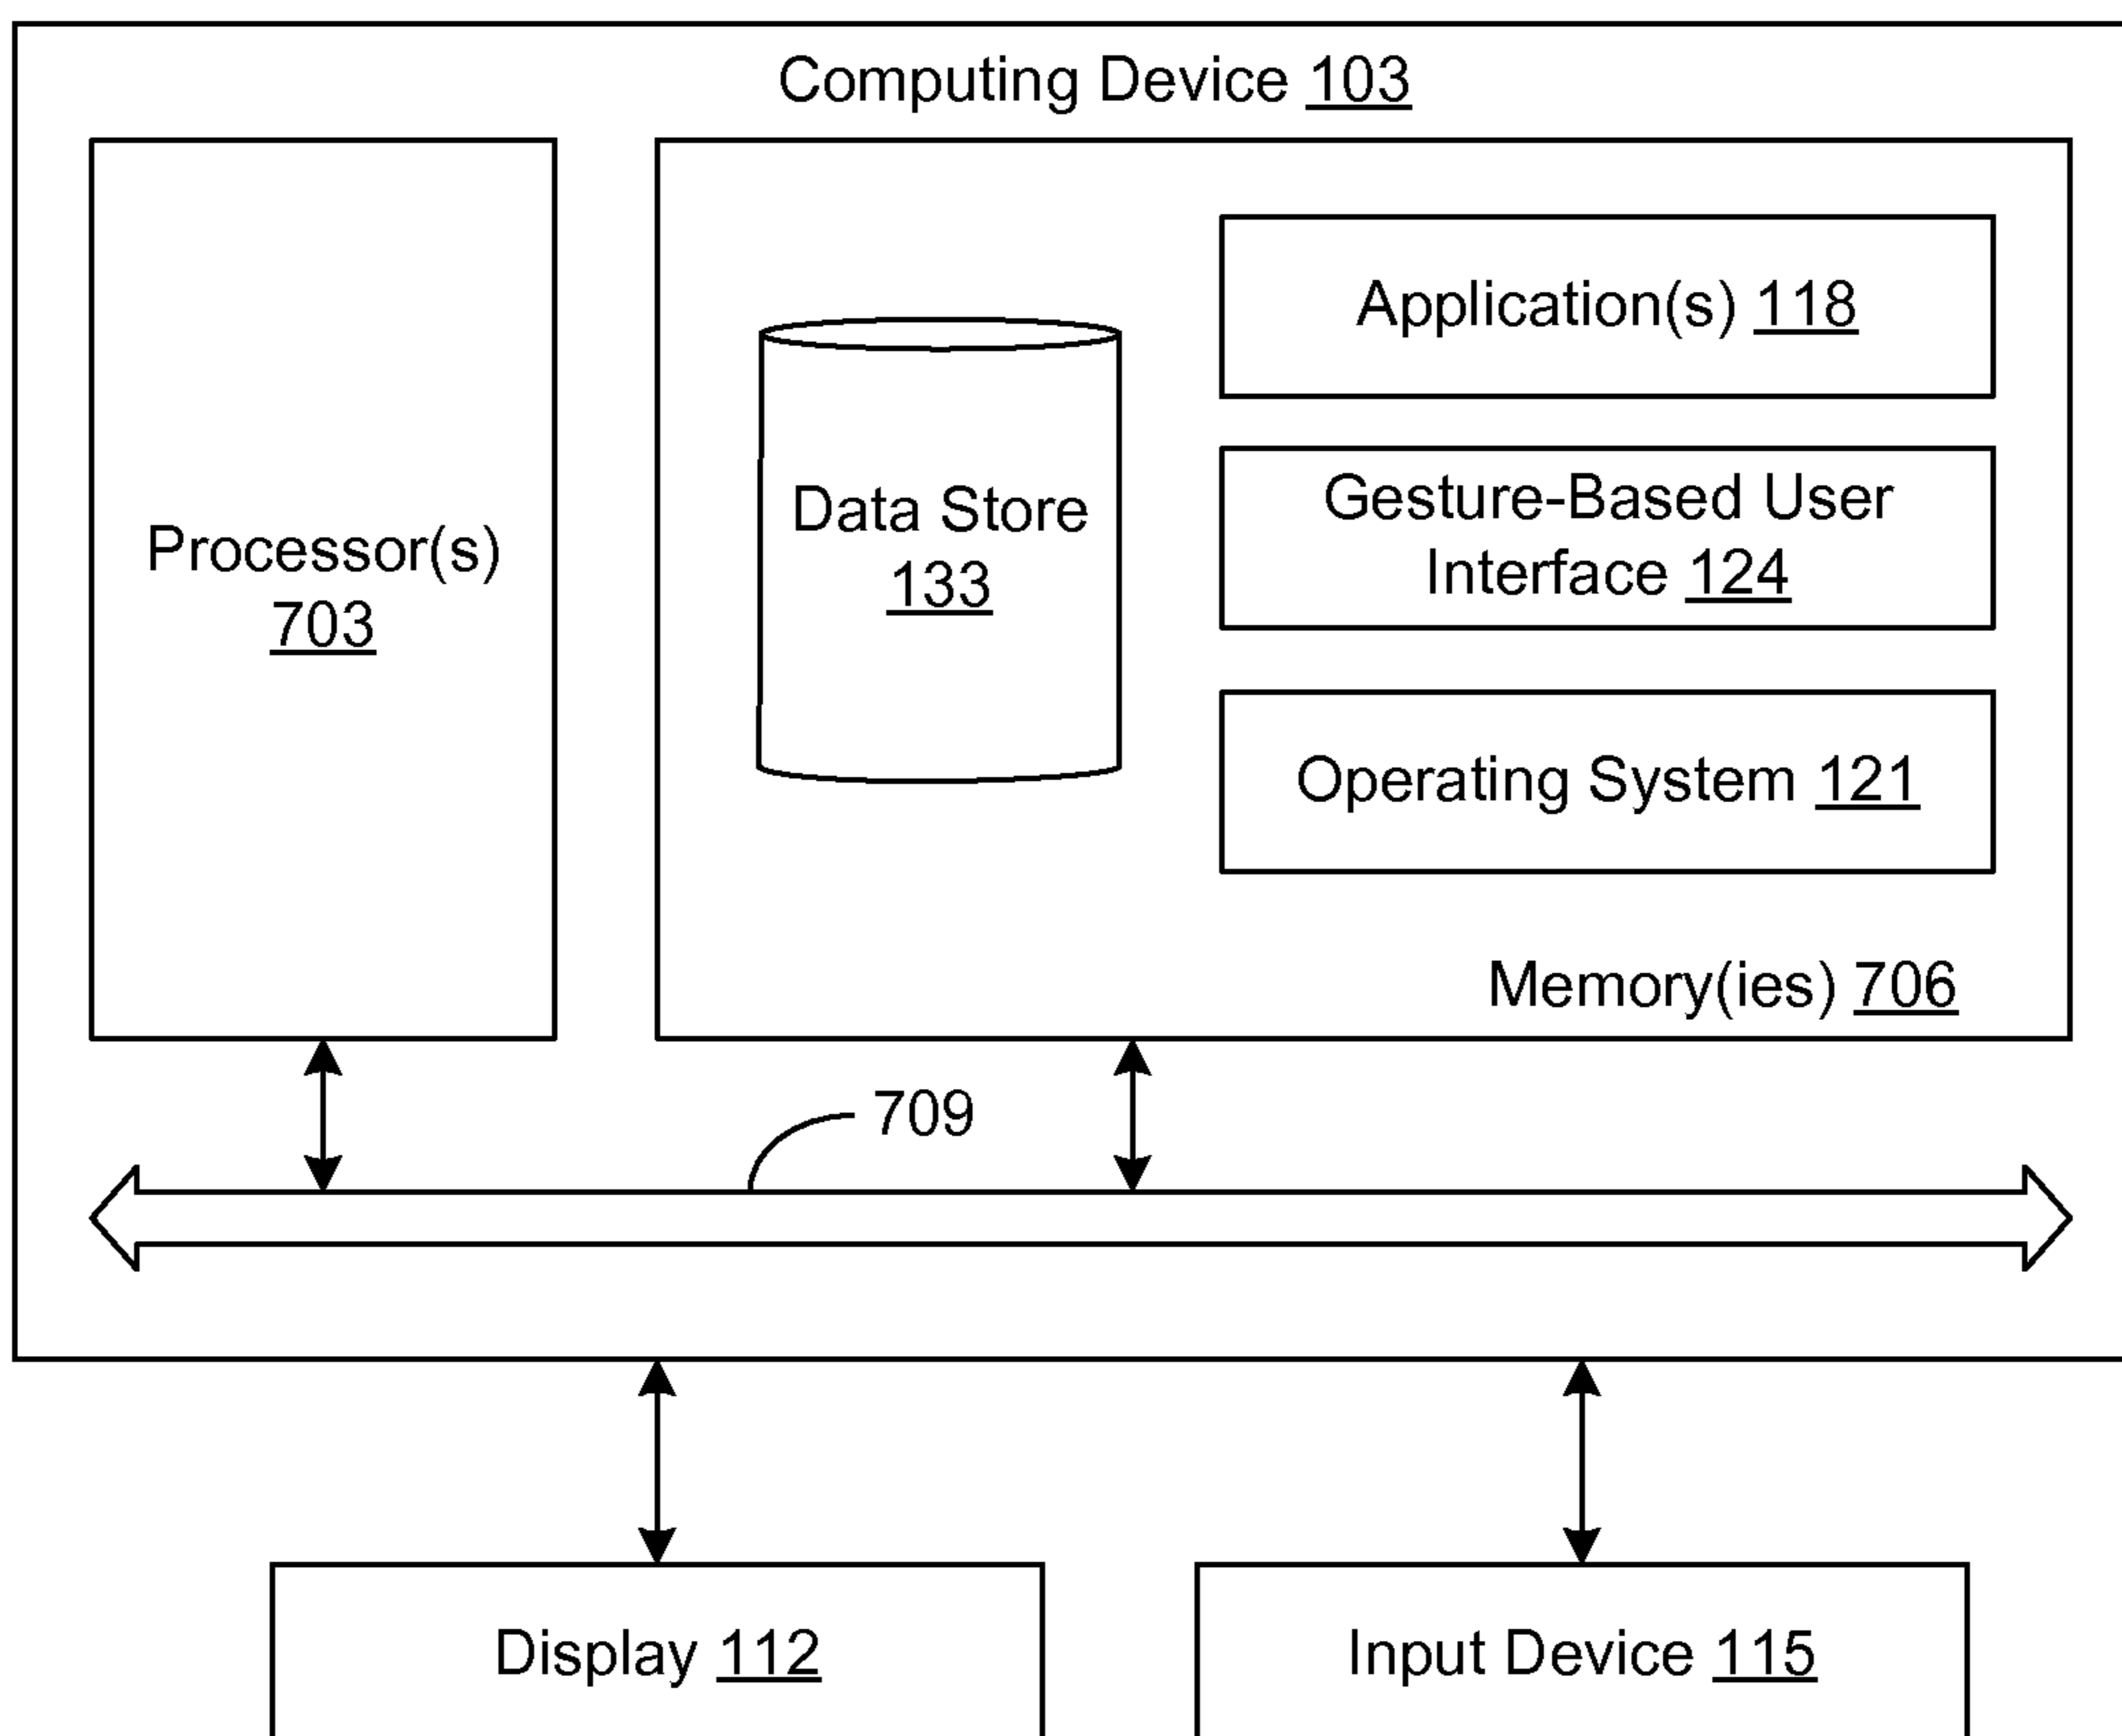 Computing Device 103
Processor(s)
703
Data Store
133
Application(s) 118
Gesture-Based User
Interface 124
Operating System 121
Memory(ies) 706
709
Display 112
Input Device 115